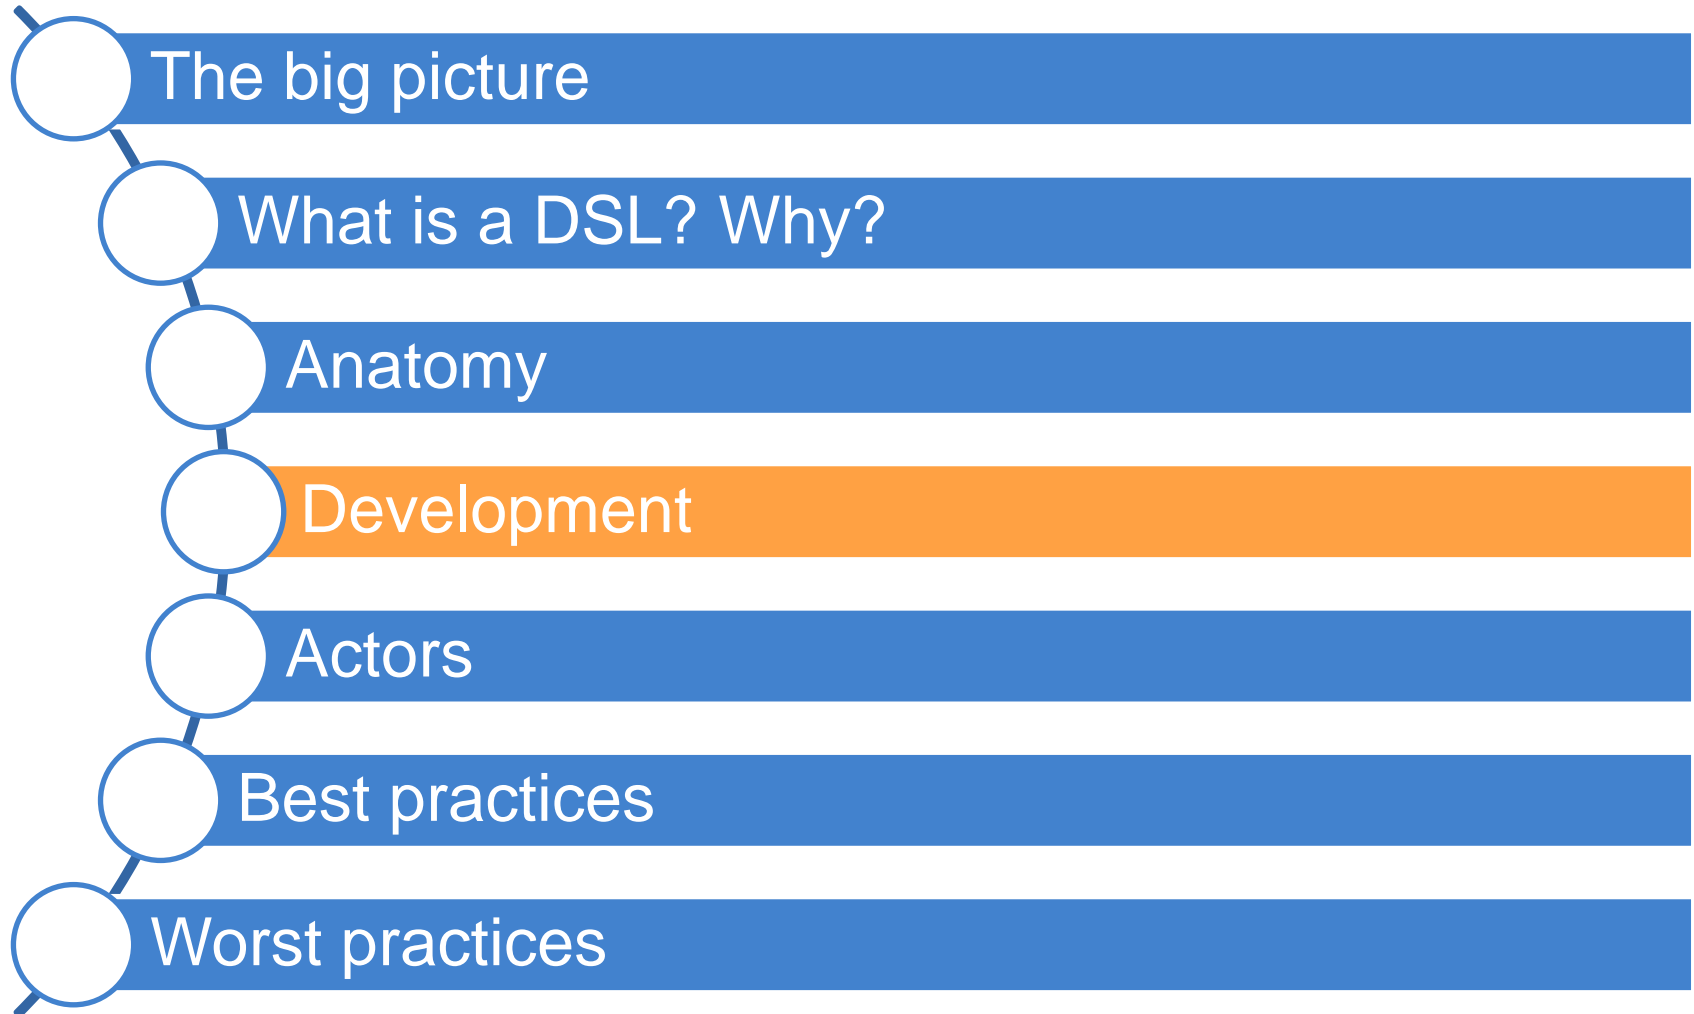 The big picture
What is a DSL? Why?
Anatomy
Development
Actors
Best practices
Worst practices